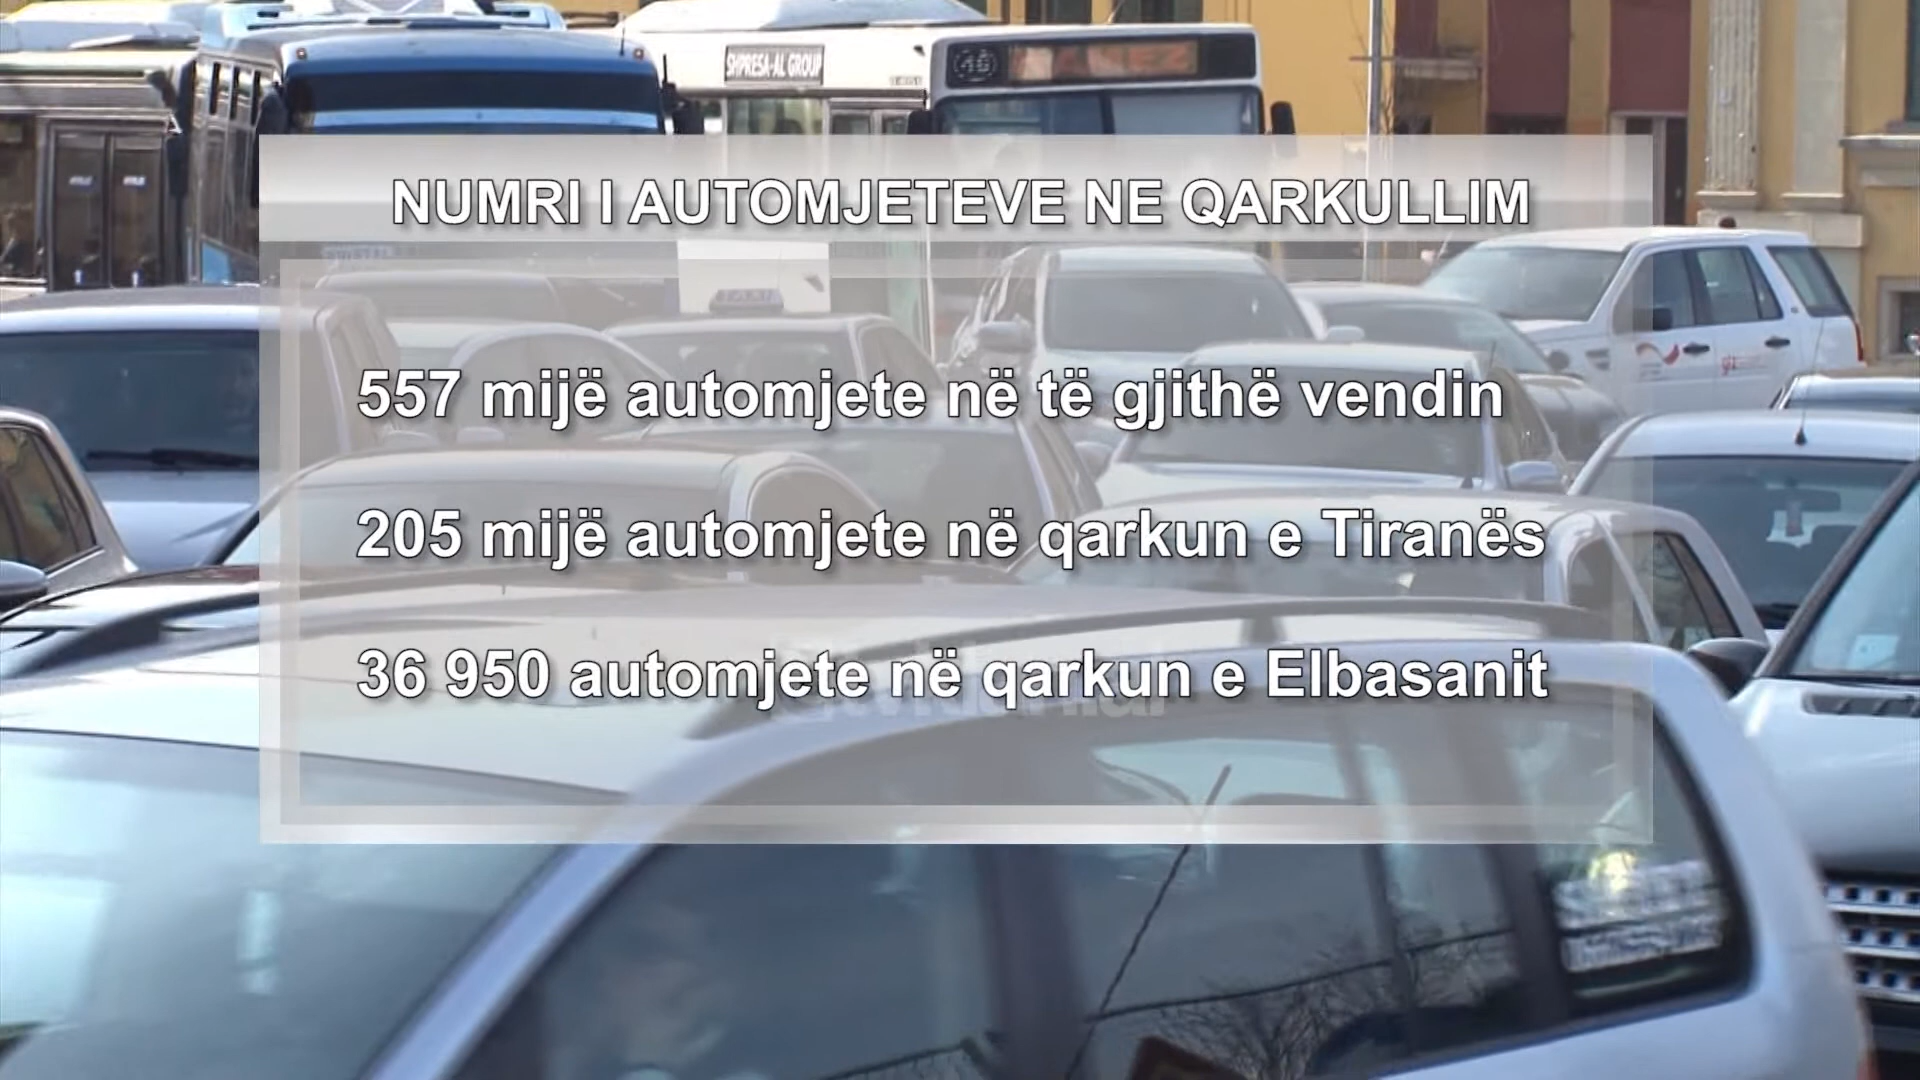 SHPRESA-AL GROUP
NUMRI I AUTOMJETEVE NE QARKULLIM
TAXI
557 mijë automjete në të gjithë vendin
205 mijë automjete në qarkun e Tiranës
36 950 automjete në qarkun e Elbasanit